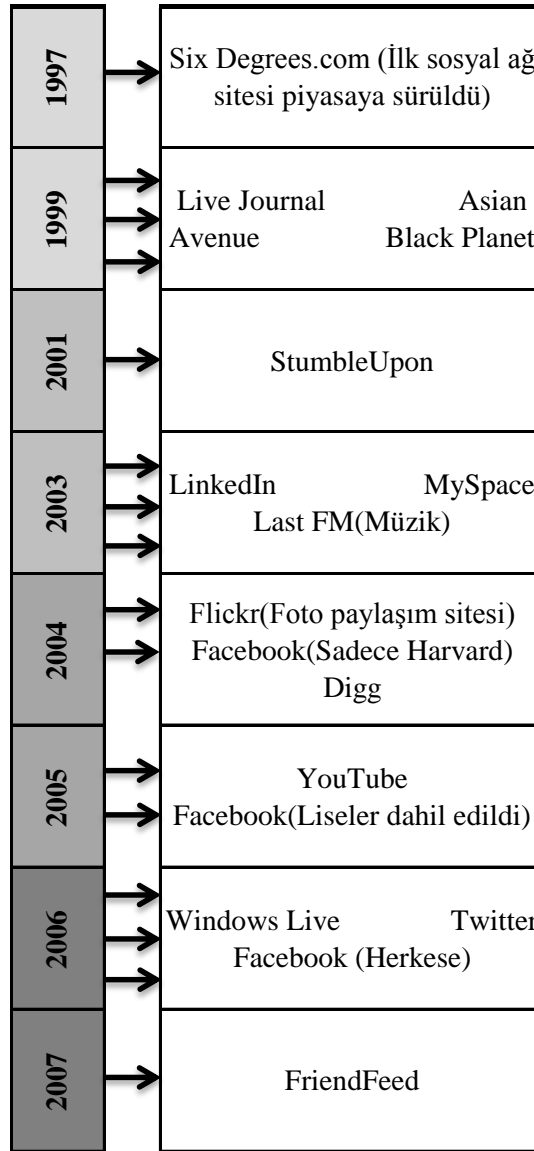 1997
Six Degrees.com (İlk sosyal ağ
sitesi piyasaya sürüldü)
1999
Live Journal Asian
Avenue Black Planet
2001
StumbleUpon
2003
LinkedIn MySpace
Last FM(Müzik)
2004
Flickr(Foto paylaşım sitesi)
Facebook(Sadece Harvard)
Digg
2005
YouTube
Facebook(Liseler dahil edildi)
2006
Windows Live Twitter
Facebook (Herkese)
2007
FriendFeed